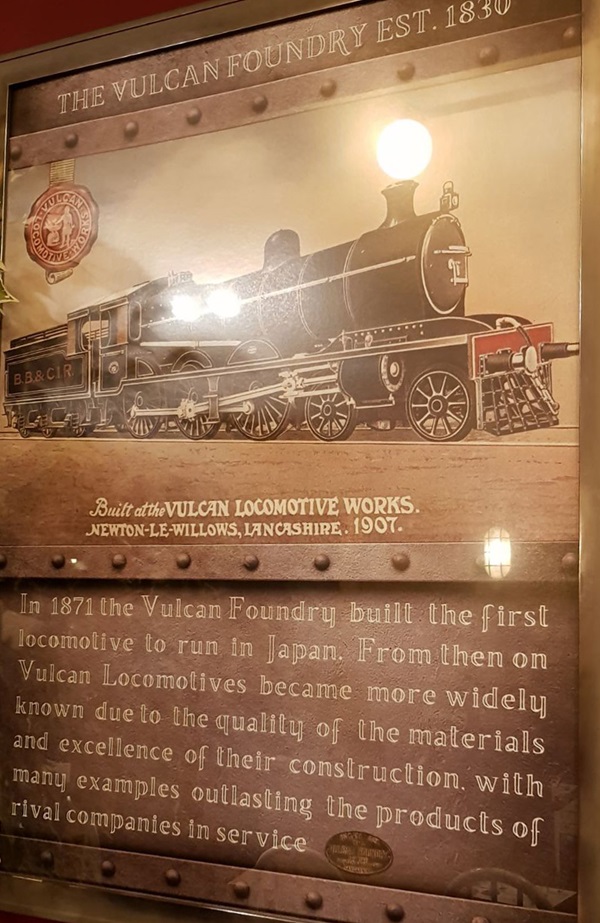 THE VULCAN FOUNDRY EST. 1830
VULCAN
LOCOMOTIVE WORKS
B.B.& C.I.R.
Built at the VULCAN LOCOMOTIVE WORKS.
NEWTON-LE-WILLOWS, LANCASHIRE. 1907.
In 1871 the Vulcan Foundry built the first
locomotive to run in Japan. From then on
Vulcan Locomotives became more widely
known due to the quality of the materials
and excellence of their construction, with
many examples outlasting the products of
rival companies in service